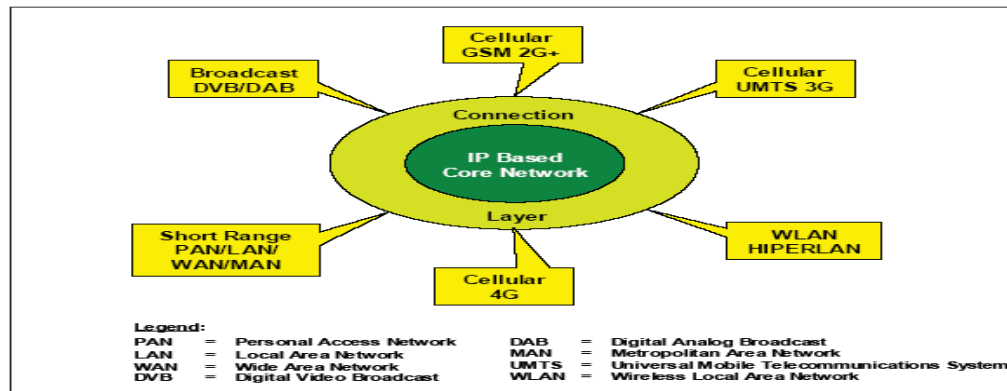 Cellular
GSM 2G+
Broadcast
DVB/DAB
Cellular
UMTS 3G
Connection
IP Based
Core Network
Layer
Short Range
PAN/LAN/
WAN/MAN
WLAN
HIPERLAN
Cellular
4G
Legend:
PAN = Personal Access Network
LAN = Local Area Network
WAN = Wide Area Network
DVB = Digital Video Broadcast
DAB = Digital Analog Broadcast
MAN = Metropolitan Area Network
UMTS = Universal Mobile Telecommunications System
WLAN = Wireless Local Area Network